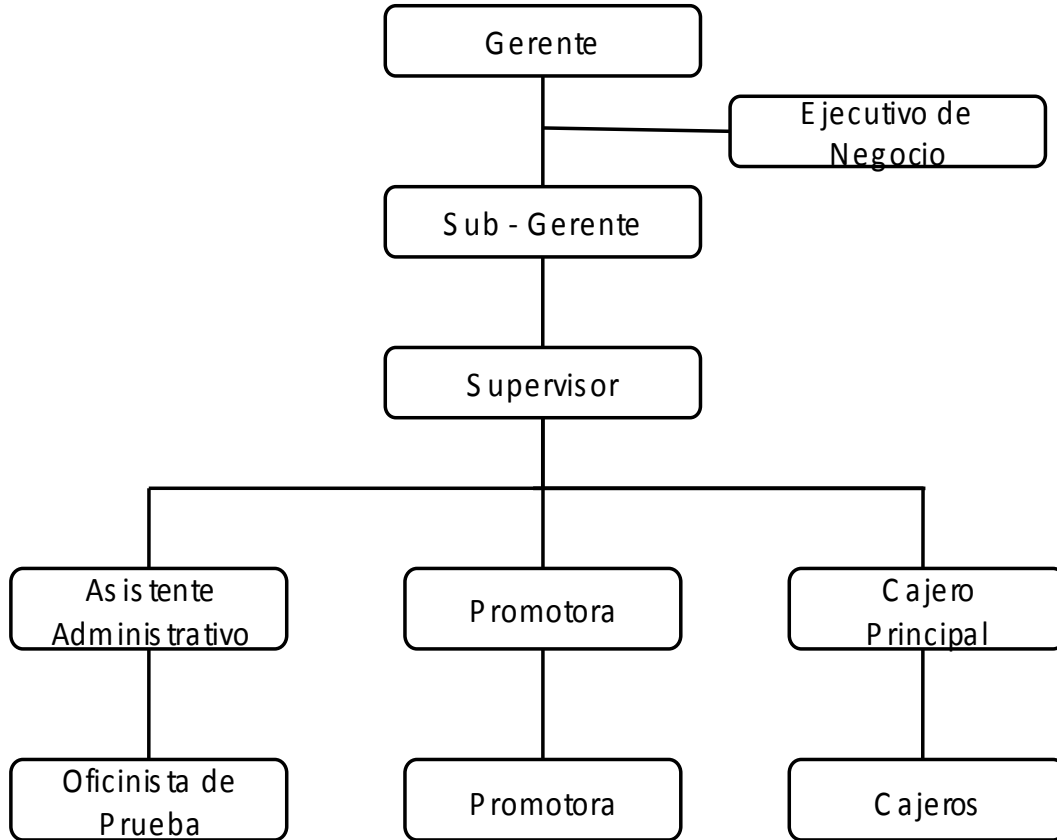 Gerente
Ejecutivo de
Negocio
Sub - Gerente
Supervisor
Asistente
Administrativo
Promotora
Cajero
Principal
Oficinista de
Prueba
Promotora
Cajeros